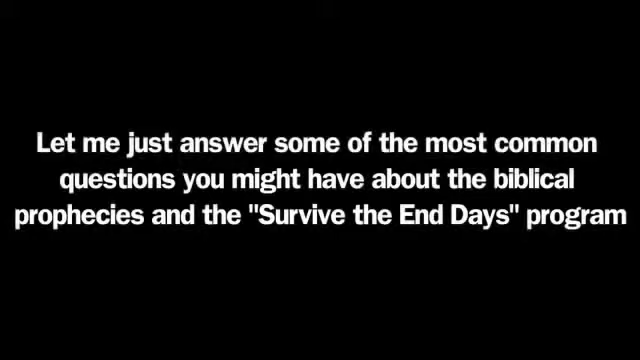 Let me just answer some of the most common
questions you might have about the biblical
prophecies and the "Survive the End Days" program